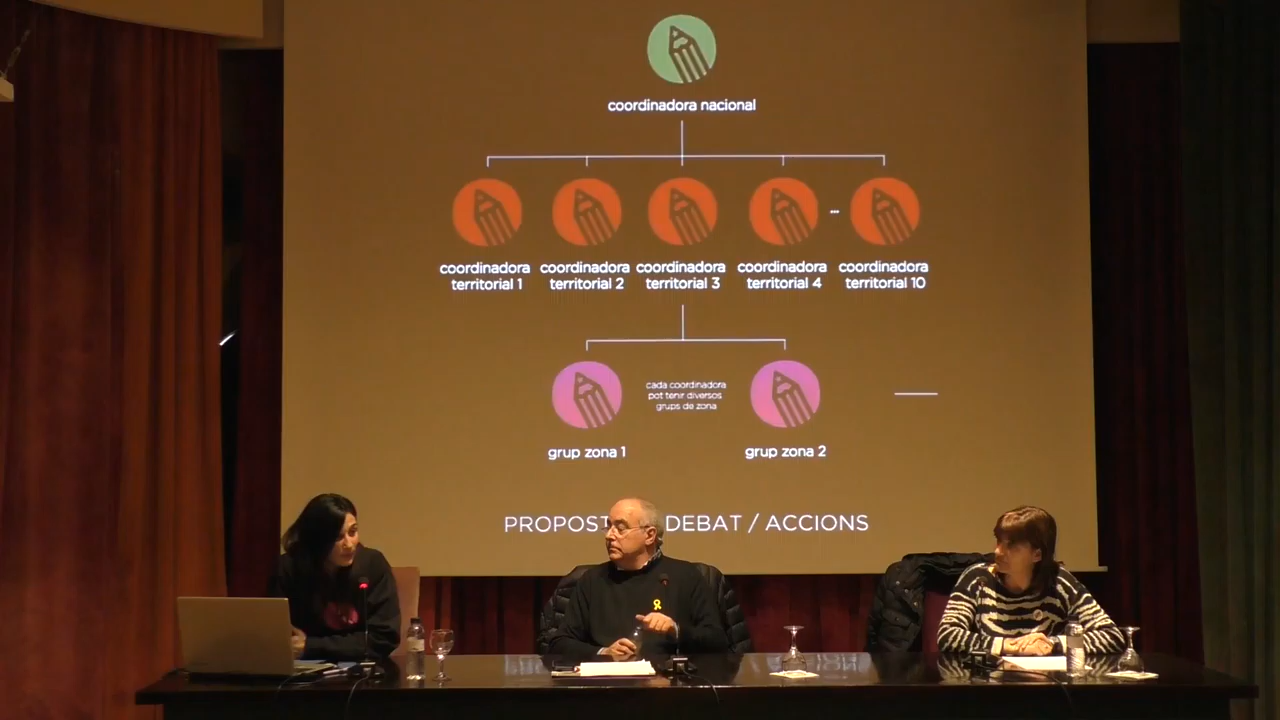 coordinadora nacional
coordinadora territorial 1
coordinadora territorial 2
coordinadora territorial 3
coordinadora territorial 4
...
coordinadora territorial 10
cada coordinadora
pot tenir diversos
grups de zona
grup zona 1
grup zona 2
PROPOST DEBAT / ACCIONS